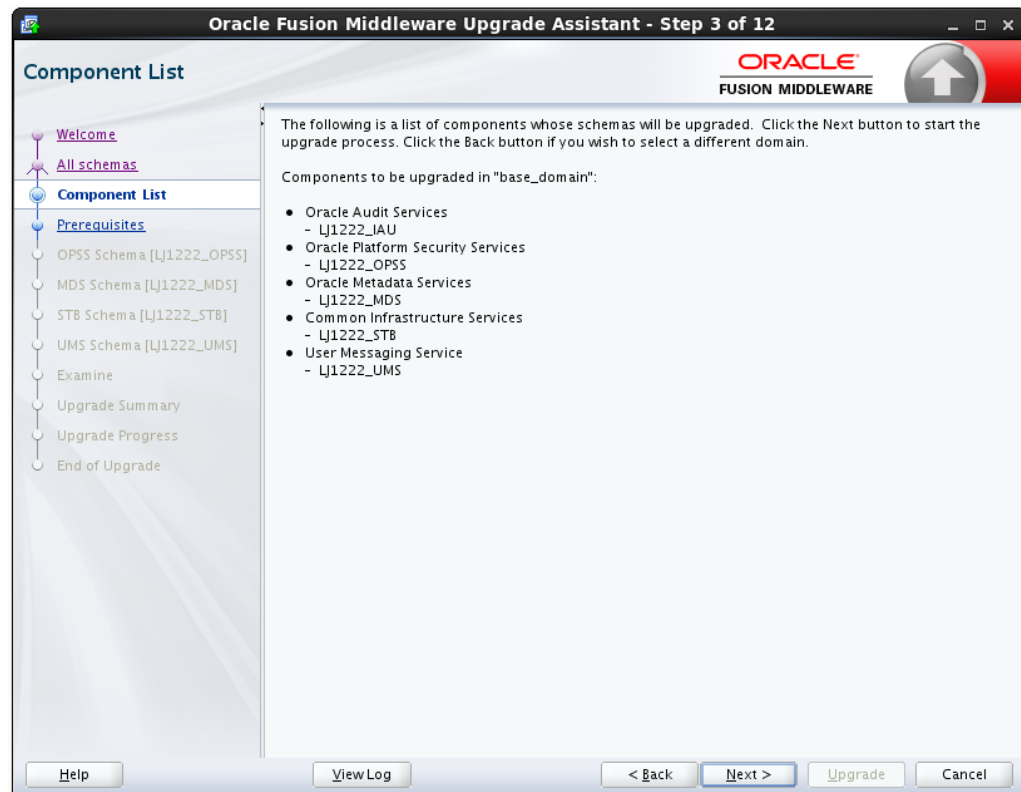 Oracle Fusion Middleware Upgrade Assistant - Step 3 of 12
Component List
ORACLE
FUSION MIDDLEWARE
Welcome
All schemas
Component List
Prerequisites
OPSS Schema [LJ1222_OPSS]
MDS Schema [LJ1222_MDS]
STB Schema [LJ1222_STB]
UMS Schema [LJ1222_UMS]
Examine
Upgrade Summary
Upgrade Progress
End of Upgrade
The following is a list of components whose schemas will be upgraded. Click the Next button to start the
upgrade process. Click the Back button if you wish to select a different domain.
Components to be upgraded in "base_domain":
● Oracle Audit Services
- LJ1222_IAU
● Oracle Platform Security Services
- LJ1222_OPSS
● Oracle Metadata Services
- LJ1222_MDS
● Common Infrastructure Services
- LJ1222_STB
● User Messaging Service
- LJ1222_UMS
Help
View Log
< Back
Next >
Upgrade
Cancel